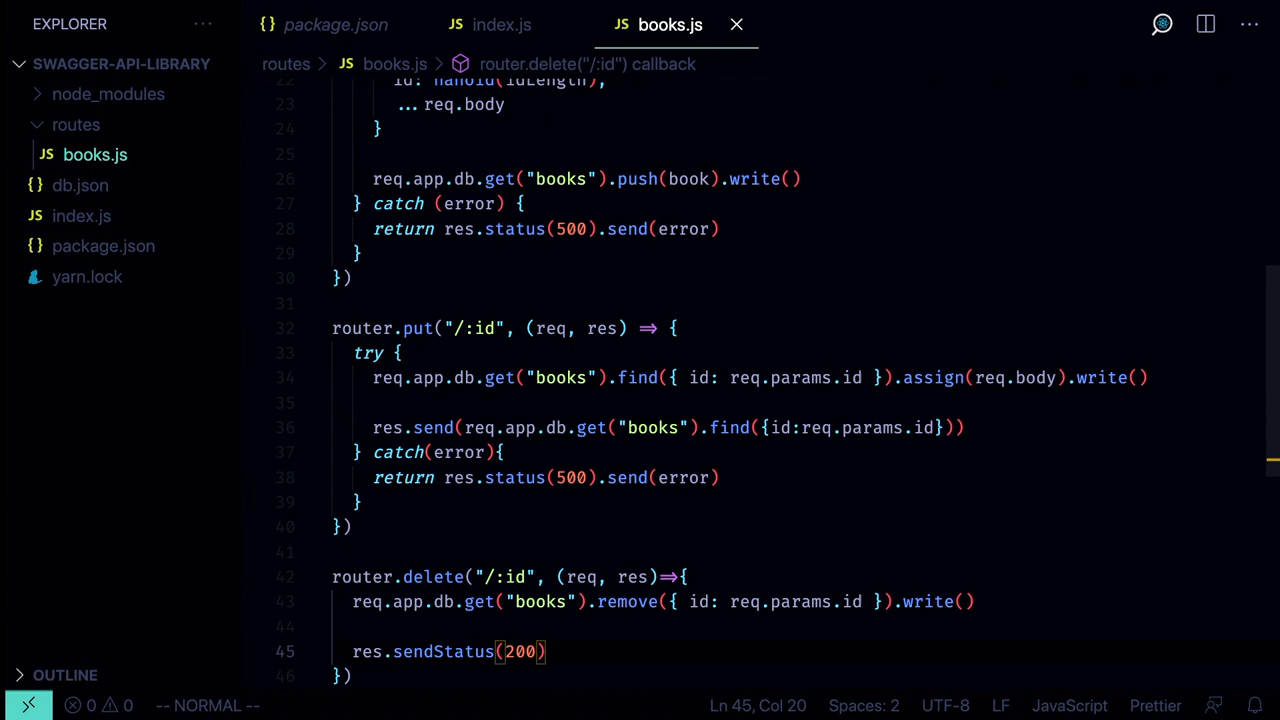 EXPLORER
{} package.json
JS index.js
JS books.js
SWAGGER-API-LIBRARY
node_modules
routes
JS books.js
{} db.json
JS index.js
{} package.json
yarn.lock
routes > JS books.js > router.delete("/:id") callback
22 id: nanoid(idLength),
23 ...req.body
24 }
25
26 req.app.db.get("books").push(book).write()
27 } catch (error) {
28 return res.status(500).send(error)
29 }
30 })
31
32 router.put("/:id", (req, res) => {
33 try {
34 req.app.db.get("books").find({ id: req.params.id }).assign(req.body).write()
35
36 res.send(req.app.db.get("books").find({id:req.params.id}))
37 } catch(error){
38 return res.status(500).send(error)
39 }
40 })
41
42 router.delete("/:id", (req, res)=>{
43 req.app.db.get("books").remove({ id: req.params.id }).write()
44
45 res.sendStatus(200)
46 })
OUTLINE
0 0 -- NORMAL -- Ln 45, Col 20 Spaces: 2 UTF-8 LF JavaScript Prettier